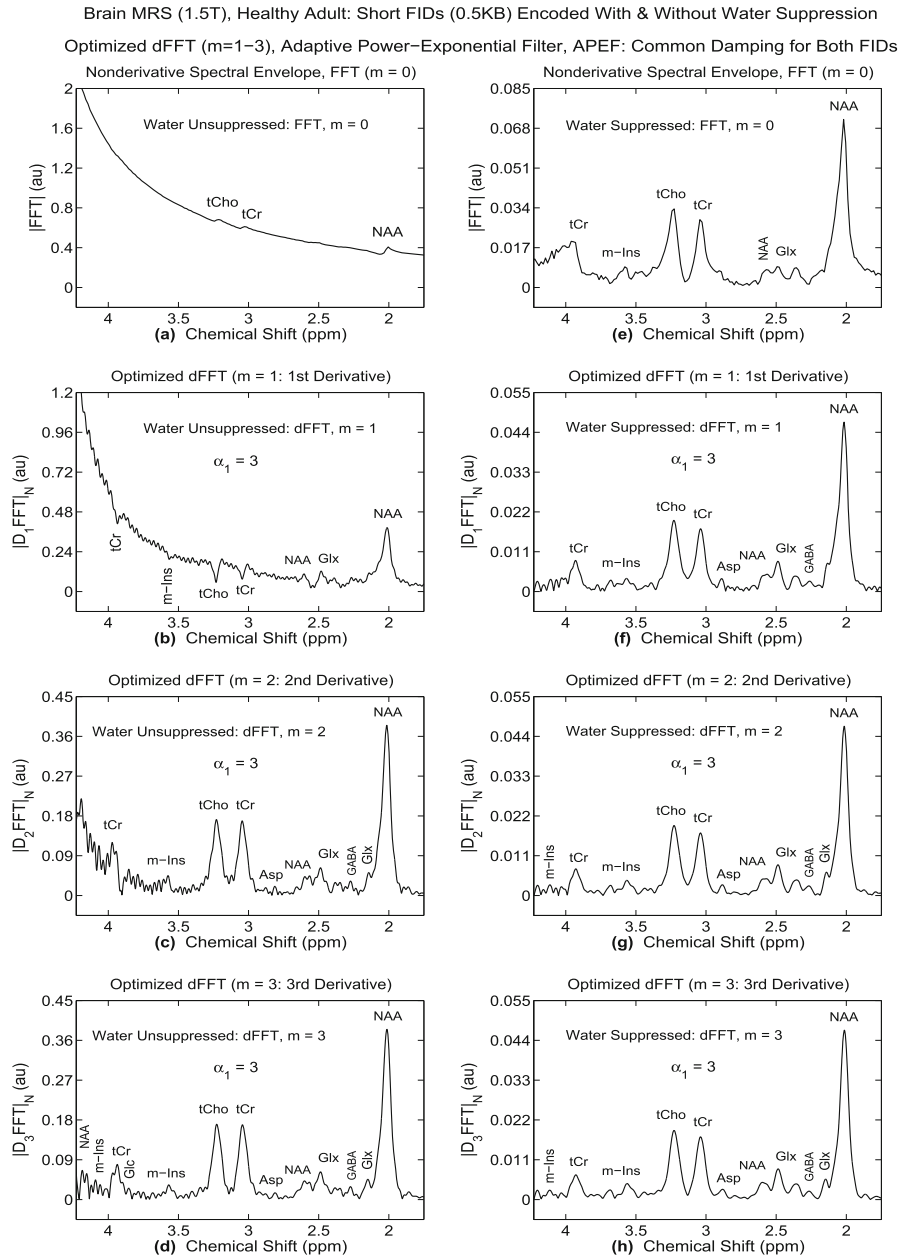 Brain MRS (1.5T), Healthy Adult: Short FIDs (0.5KB) Encoded With & Without Water Suppression
Optimized dFFT (m=1−3), Adaptive Power−Exponential Filter, APEF: Common Damping for Both FIDs
Nonderivative Spectral Envelope, FFT (m = 0)
Water Unsuppressed: FFT, m = 0
|FFT| (au)
2
1.6
1.2
0.8
0.4
0
tCho
tCr
NAA
4
3.5
3
2.5
2
(a) Chemical Shift (ppm)
Nonderivative Spectral Envelope, FFT (m = 0)
Water Suppressed: FFT, m = 0
|FFT| (au)
0.085
0.068
0.051
0.034
0.017
0
tCr
m−Ins
tCho
tCr
NAA
Glx
NAA
4
3.5
3
2.5
2
(e) Chemical Shift (ppm)
Optimized dFFT (m = 1: 1st Derivative)
Water Unsuppressed: dFFT, m = 1
α1 = 3
|D1FFT|N (au)
1.2
0.96
0.72
0.48
0.24
0
tCr
m−Ins
tCho
tCr
NAA
Glx
NAA
4
3.5
3
2.5
2
(b) Chemical Shift (ppm)
Optimized dFFT (m = 1: 1st Derivative)
Water Suppressed: dFFT, m = 1
α1 = 3
|D1FFT|N (au)
0.055
0.044
0.033
0.022
0.011
0
tCr
m−Ins
tCho
tCr
Asp
NAA
Glx
GABA
NAA
4
3.5
3
2.5
2
(f) Chemical Shift (ppm)
Optimized dFFT (m = 2: 2nd Derivative)
Water Unsuppressed: dFFT, m = 2
α1 = 3
|D2FFT|N (au)
0.45
0.36
0.27
0.18
0.09
0
tCr
m−Ins
tCho
tCr
Asp
NAA
Glx
GABA
Glx
NAA
4
3.5
3
2.5
2
(c) Chemical Shift (ppm)
Optimized dFFT (m = 2: 2nd Derivative)
Water Suppressed: dFFT, m = 2
α1 = 3
|D2FFT|N (au)
0.055
0.044
0.033
0.022
0.011
0
m−Ins
tCr
m−Ins
tCho
tCr
Asp
NAA
Glx
GABA
Glx
NAA
4
3.5
3
2.5
2
(g) Chemical Shift (ppm)
Optimized dFFT (m = 3: 3rd Derivative)
Water Unsuppressed: dFFT, m = 3
α1 = 3
|D3FFT|N (au)
0.45
0.36
0.27
0.18
0.09
0
NAA
m−Ins
tCr
Glc
m−Ins
tCho
tCr
Asp
NAA
Glx
GABA
Glx
NAA
4
3.5
3
2.5
2
(d) Chemical Shift (ppm)
Optimized dFFT (m = 3: 3rd Derivative)
Water Suppressed: dFFT, m = 3
α1 = 3
|D3FFT|N (au)
0.055
0.044
0.033
0.022
0.011
0
m−Ins
tCr
m−Ins
tCho
tCr
Asp
NAA
Glx
GABA
Glx
NAA
4
3.5
3
2.5
2
(h) Chemical Shift (ppm)